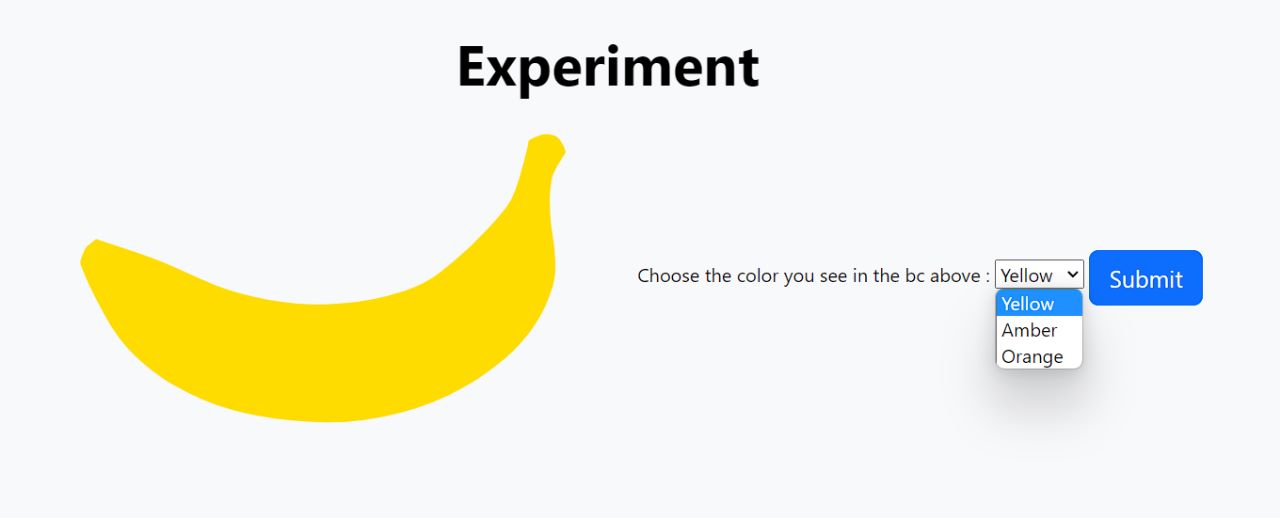 Experiment
Choose the color you see in the bc above : Yellow Submit
Yellow
Amber
Orange